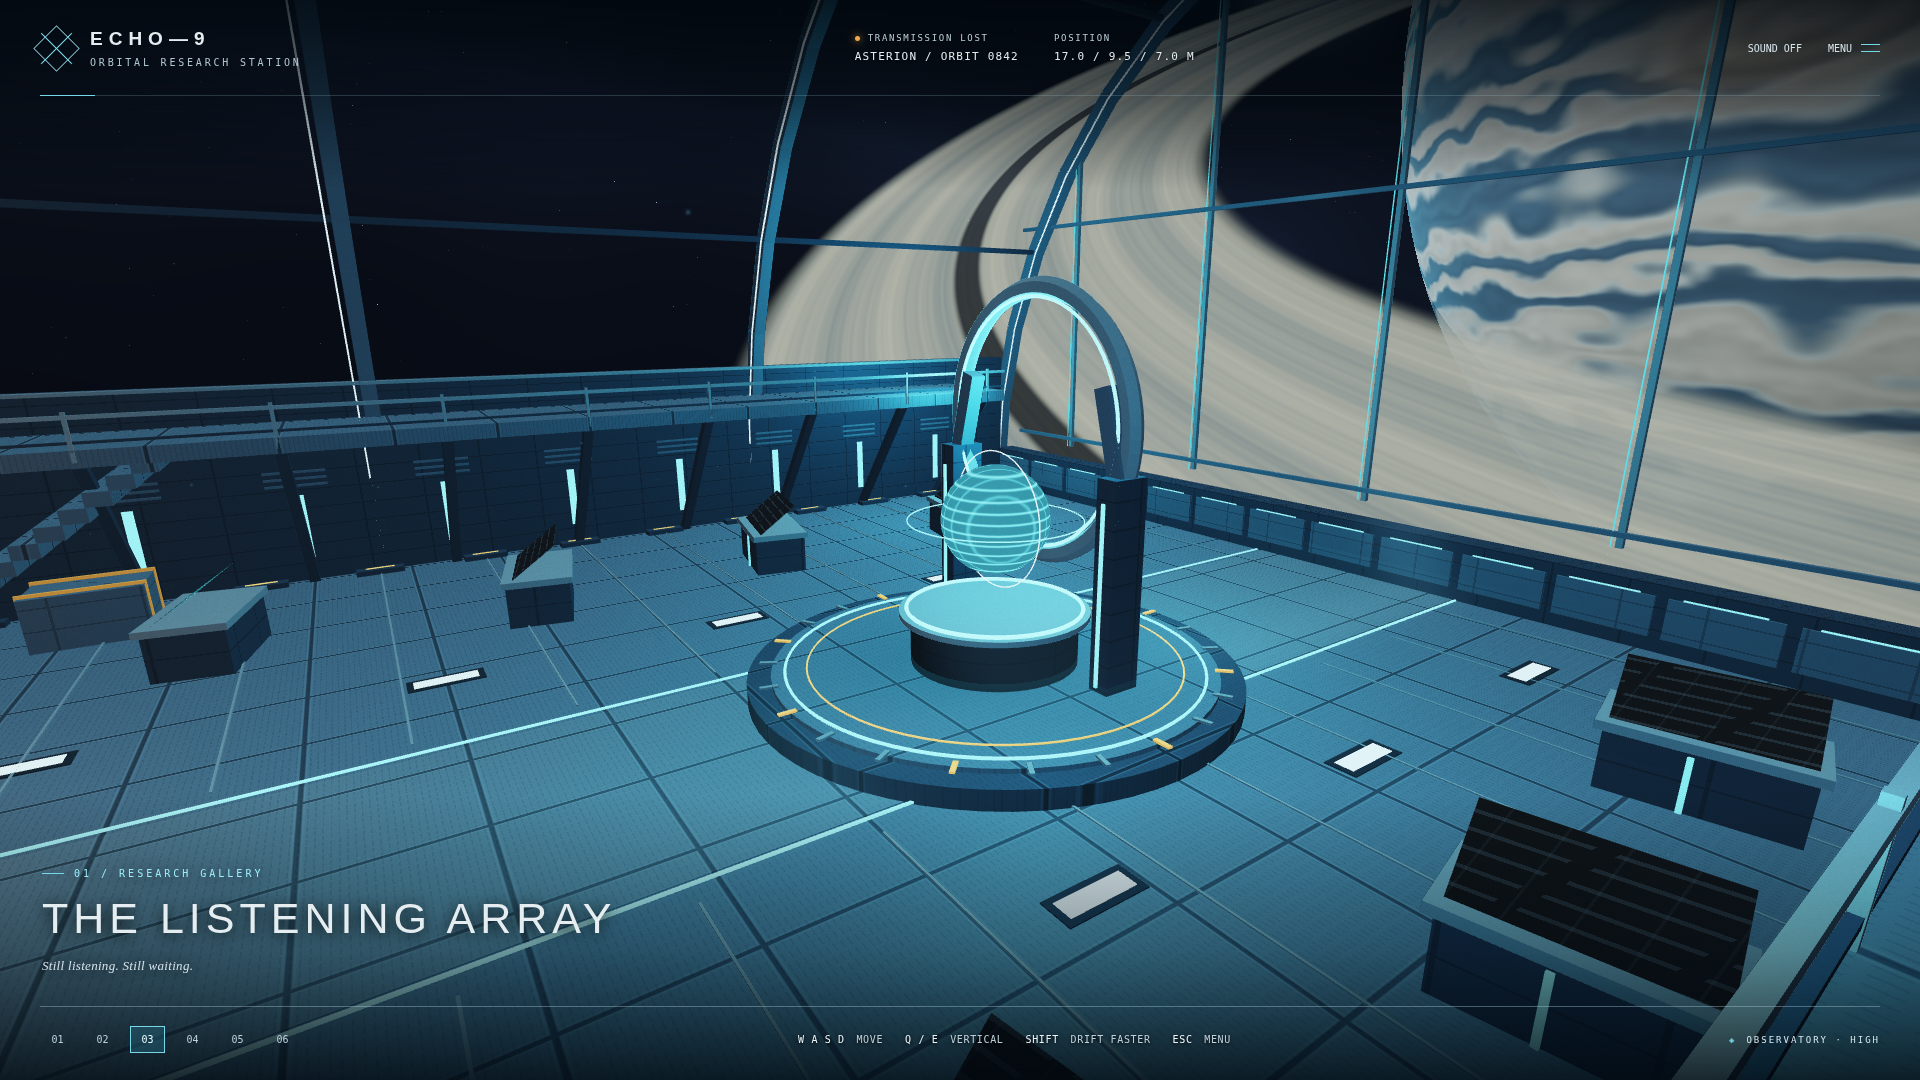 ECHO—9
ORBITAL RESEARCH STATION
TRANSMISSION LOST
ASTERION / ORBIT 0842
POSITION
17.0 / 9.5 / 7.0 M
SOUND OFF
MENU
01 / RESEARCH GALLERY
THE LISTENING ARRAY
Still listening. Still waiting.
01 02 03 04 05 06
W A S D MOVE Q / E VERTICAL SHIFT DRIFT FASTER ESC MENU
OBSERVATORY · HIGH